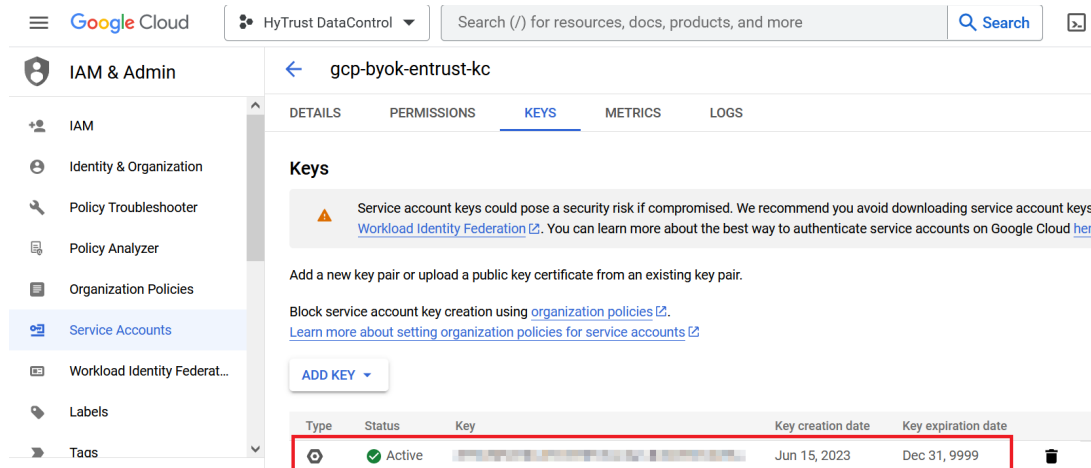 Google Cloud
HyTrust DataControl
Search (/) for resources, docs, products, and more
Search
IAM & Admin
gcp-byok-entrust-kc
DETAILS PERMISSIONS KEYS METRICS LOGS
IAM
Identity & Organization
Policy Troubleshooter
Policy Analyzer
Organization Policies
Service Accounts
Workload Identity Federat...
Labels
Tags
Keys
Service account keys could pose a security risk if compromised. We recommend you avoid downloading service account keys
Workload Identity Federation. You can learn more about the best way to authenticate service accounts on Google Cloud her
Add a new key pair or upload a public key certificate from an existing key pair.
Block service account key creation using organization policies.
Learn more about setting organization policies for service accounts
ADD KEY
Type Status Key Key creation date Key expiration date
Active Jun 15, 2023 Dec 31, 9999